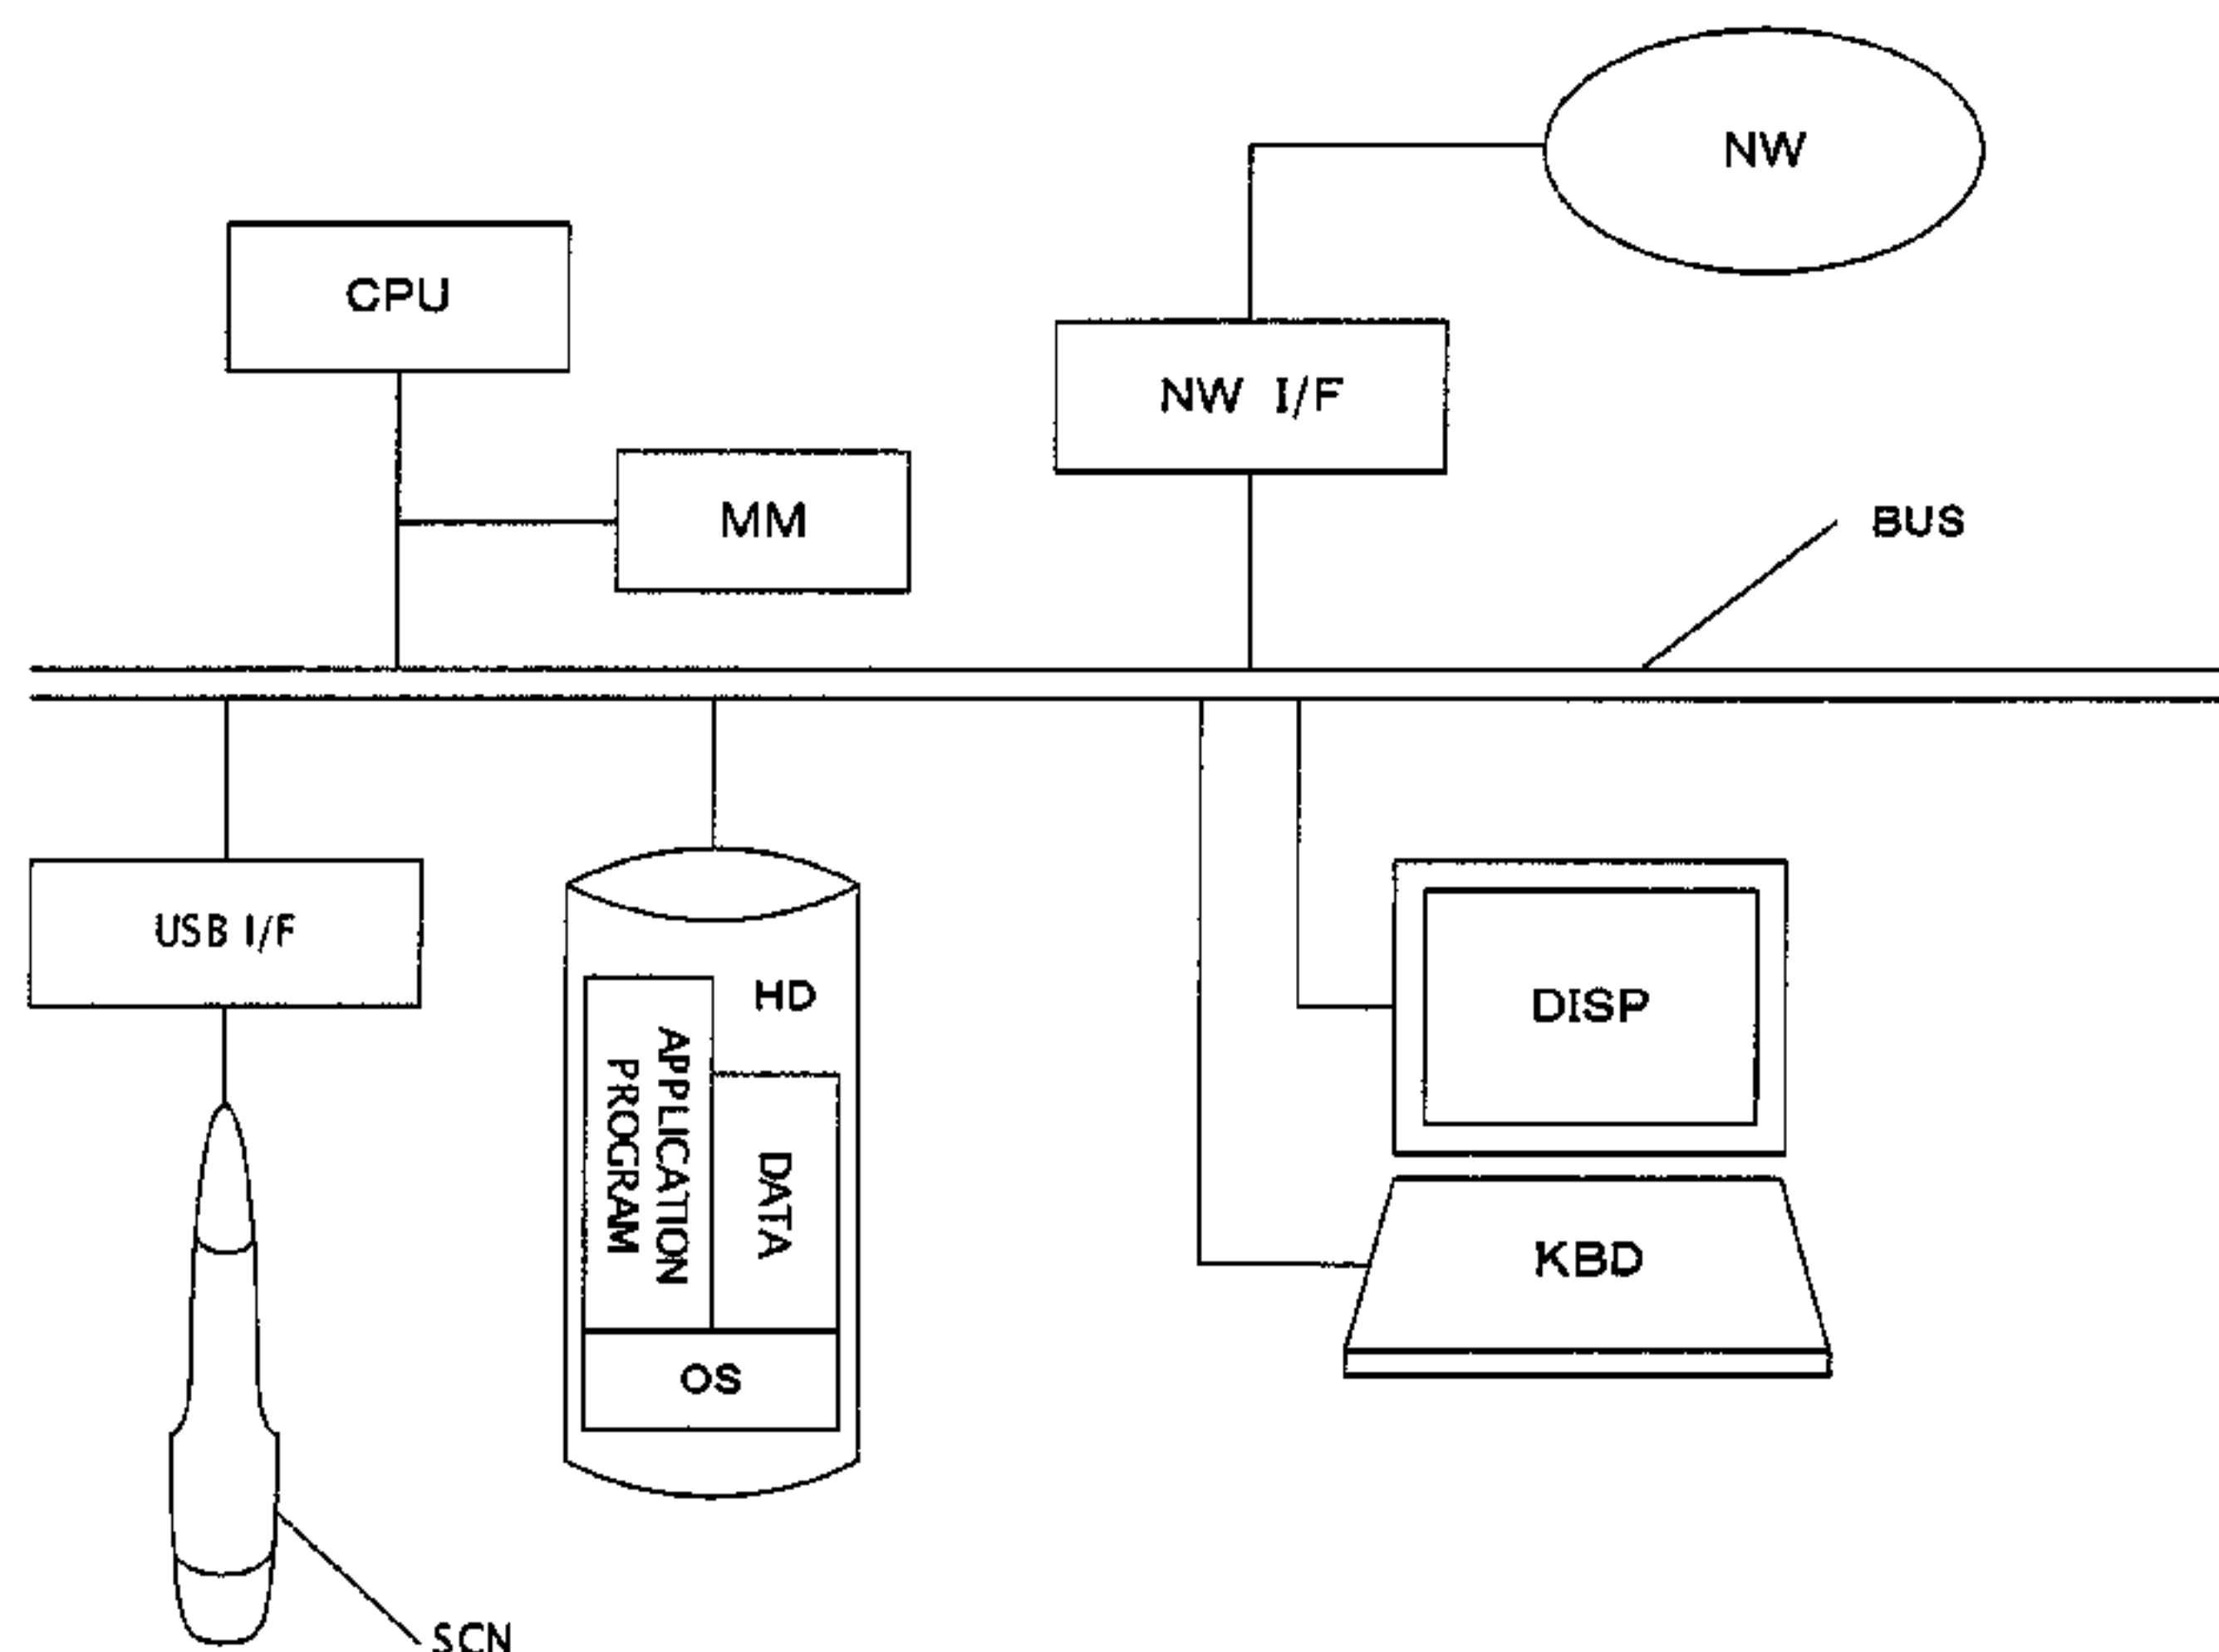 NW
CPU
NW I/F
MM
BUS
USB I/F
HD
APPLICATION
PROGRAM
DATA
OS
DISP
KBD
SCN